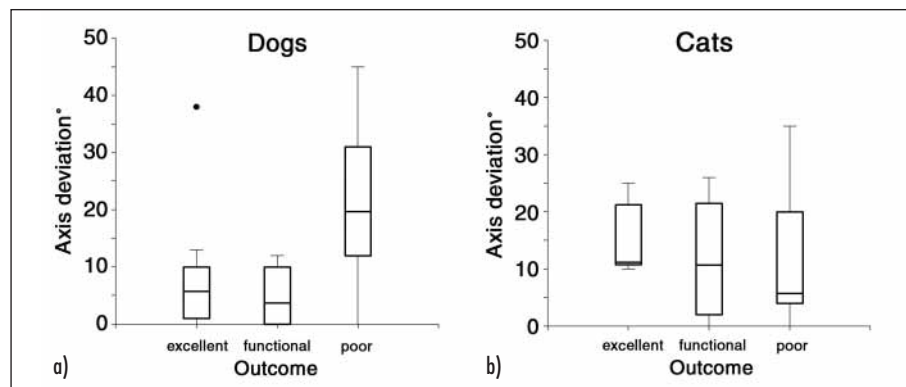 Dogs
Axis deviation°
50
40
30
20
10
0
excellent functional poor
Outcome
a)
Cats
Axis deviation°
50
40
30
20
10
0
excellent functional poor
Outcome
b)